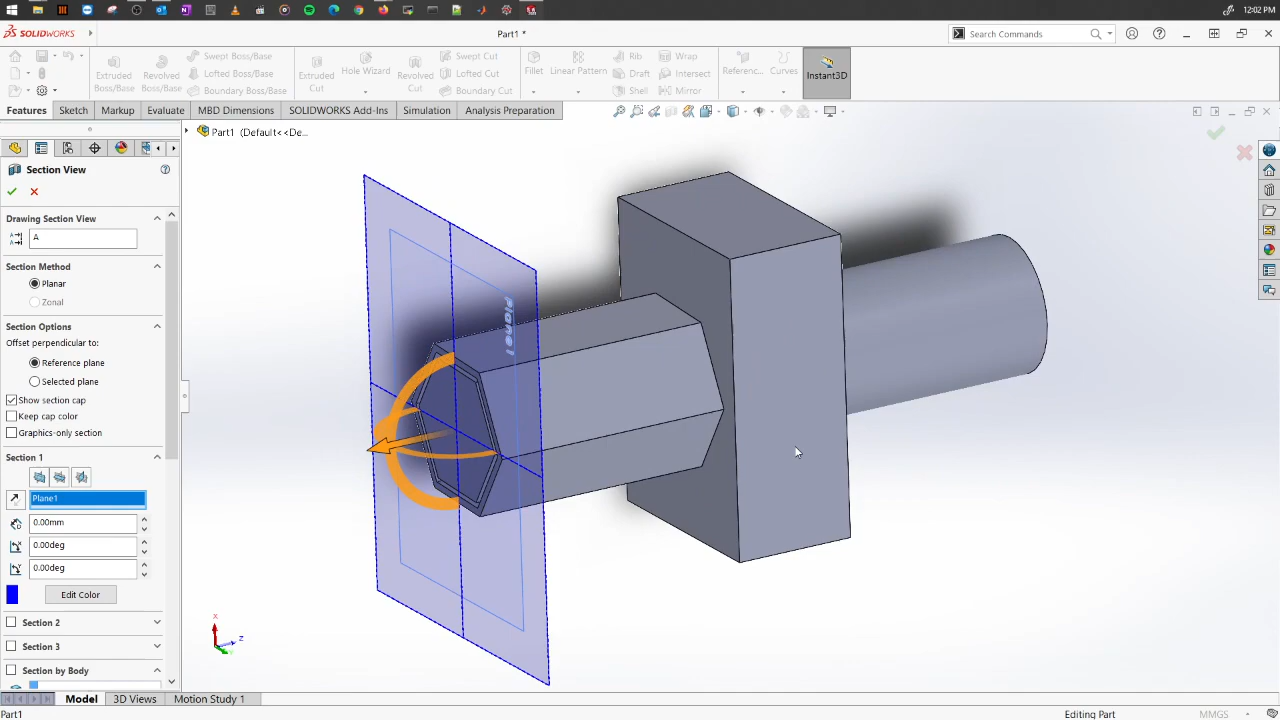 12:02 PM
SOLIDWORKS
Part1 *
Search Commands
Extruded Boss/Base
Revolved Boss/Base
Swept Boss/Base
Lofted Boss/Base
Boundary Boss/Base
Extruded Cut
Hole Wizard
Revolved Cut
Swept Cut
Lofted Cut
Boundary Cut
Fillet
Linear Pattern
Rib
Draft
Shell
Wrap
Intersect
Mirror
Referenc...
Curves
Instant3D
Features
Sketch
Markup
Evaluate
MBD Dimensions
SOLIDWORKS Add-Ins
Simulation
Analysis Preparation
Part1 (Default<<De...
Section View
Drawing Section View
A
Section Method
Planar
Zonal
Section Options
Offset perpendicular to:
Reference plane
Selected plane
Show section cap
Keep cap color
Graphics-only section
Section 1
Plane1
0.00mm
0.00deg
0.00deg
Edit Color
Section 2
Section 3
Section by Body
Plane1
X
Z
Model
3D Views
Motion Study 1
Part1
Editing Part
MMGS